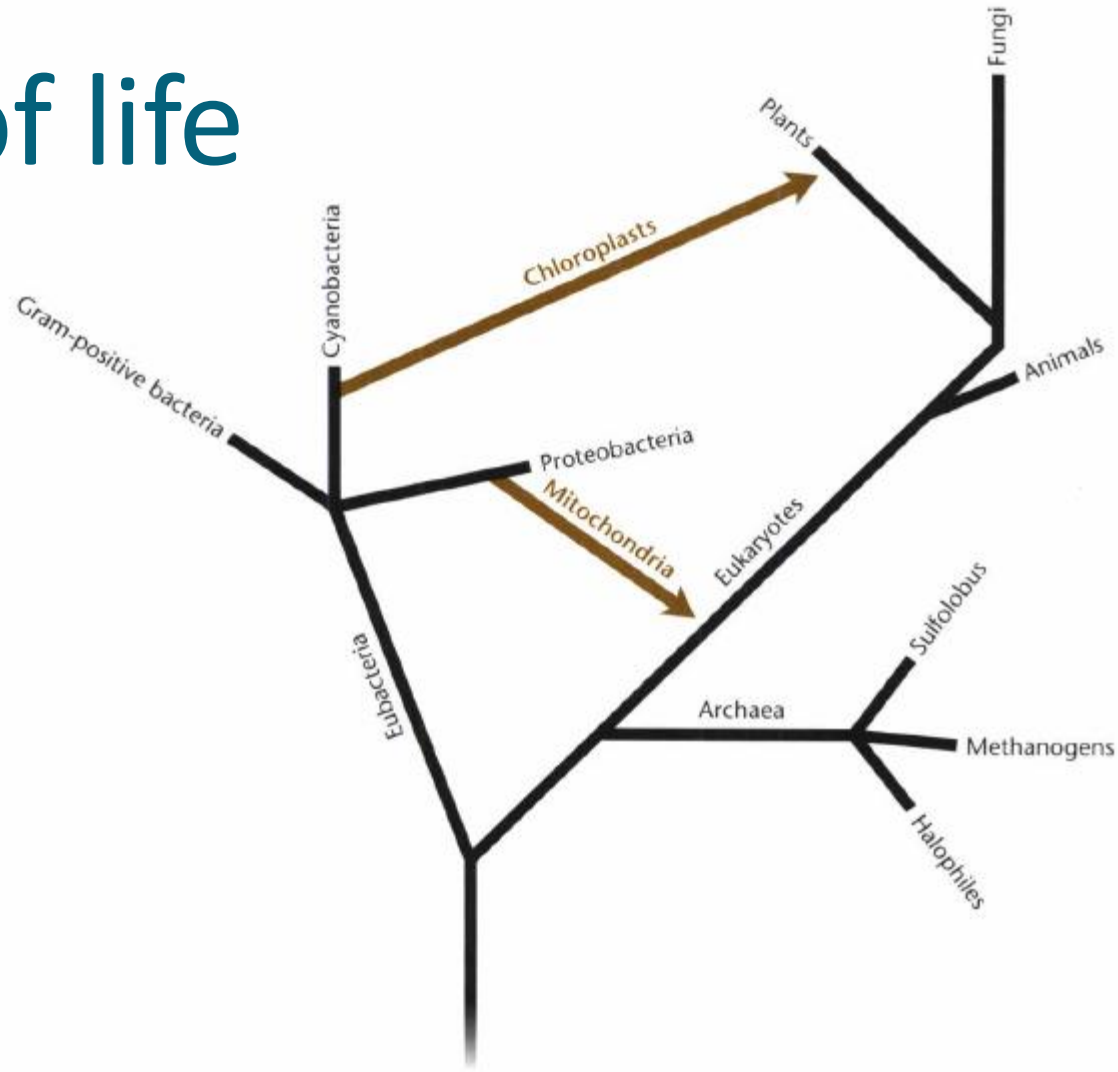 of life
Fungi
Plants
Chloroplasts
Cyanobacteria
Gram-positive bacteria
Animals
Proteobacteria
Mitochondria
Eukaryotes
Sulfolobus
Eubacteria
Archaea
Methanogens
Halophiles